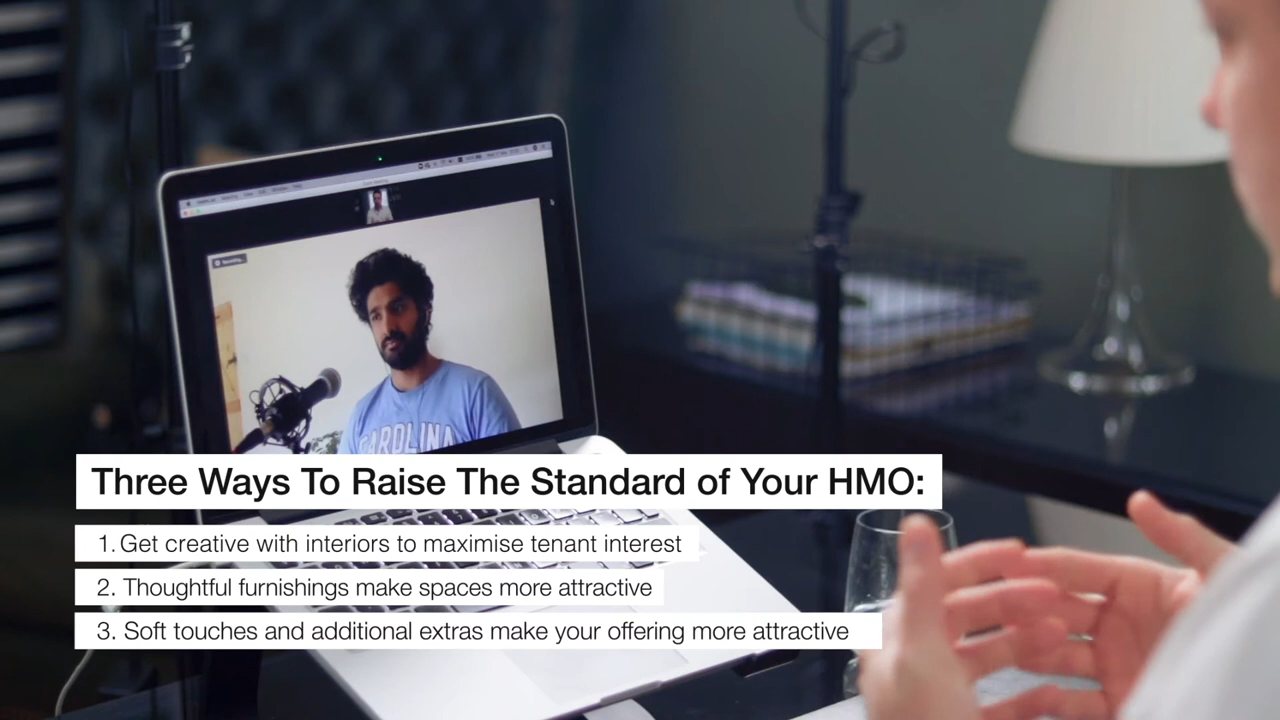 Recording...
CAROLINA
Three Ways To Raise The Standard of Your HMO:
1. Get creative with interiors to maximise tenant interest
2. Thoughtful furnishings make spaces more attractive
3. Soft touches and additional extras make your offering more attractive